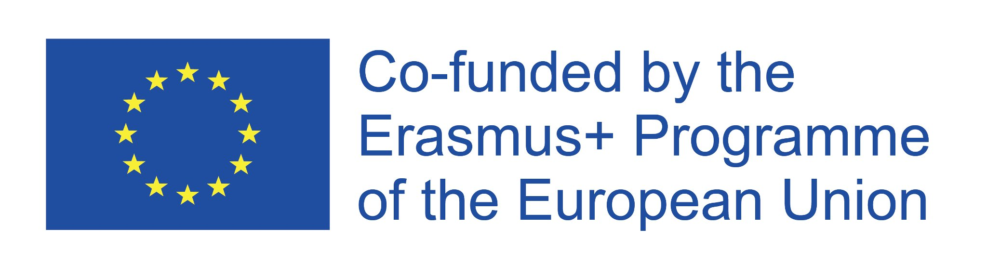 Co-funded by the
Erasmus+ Programme
of the European Union